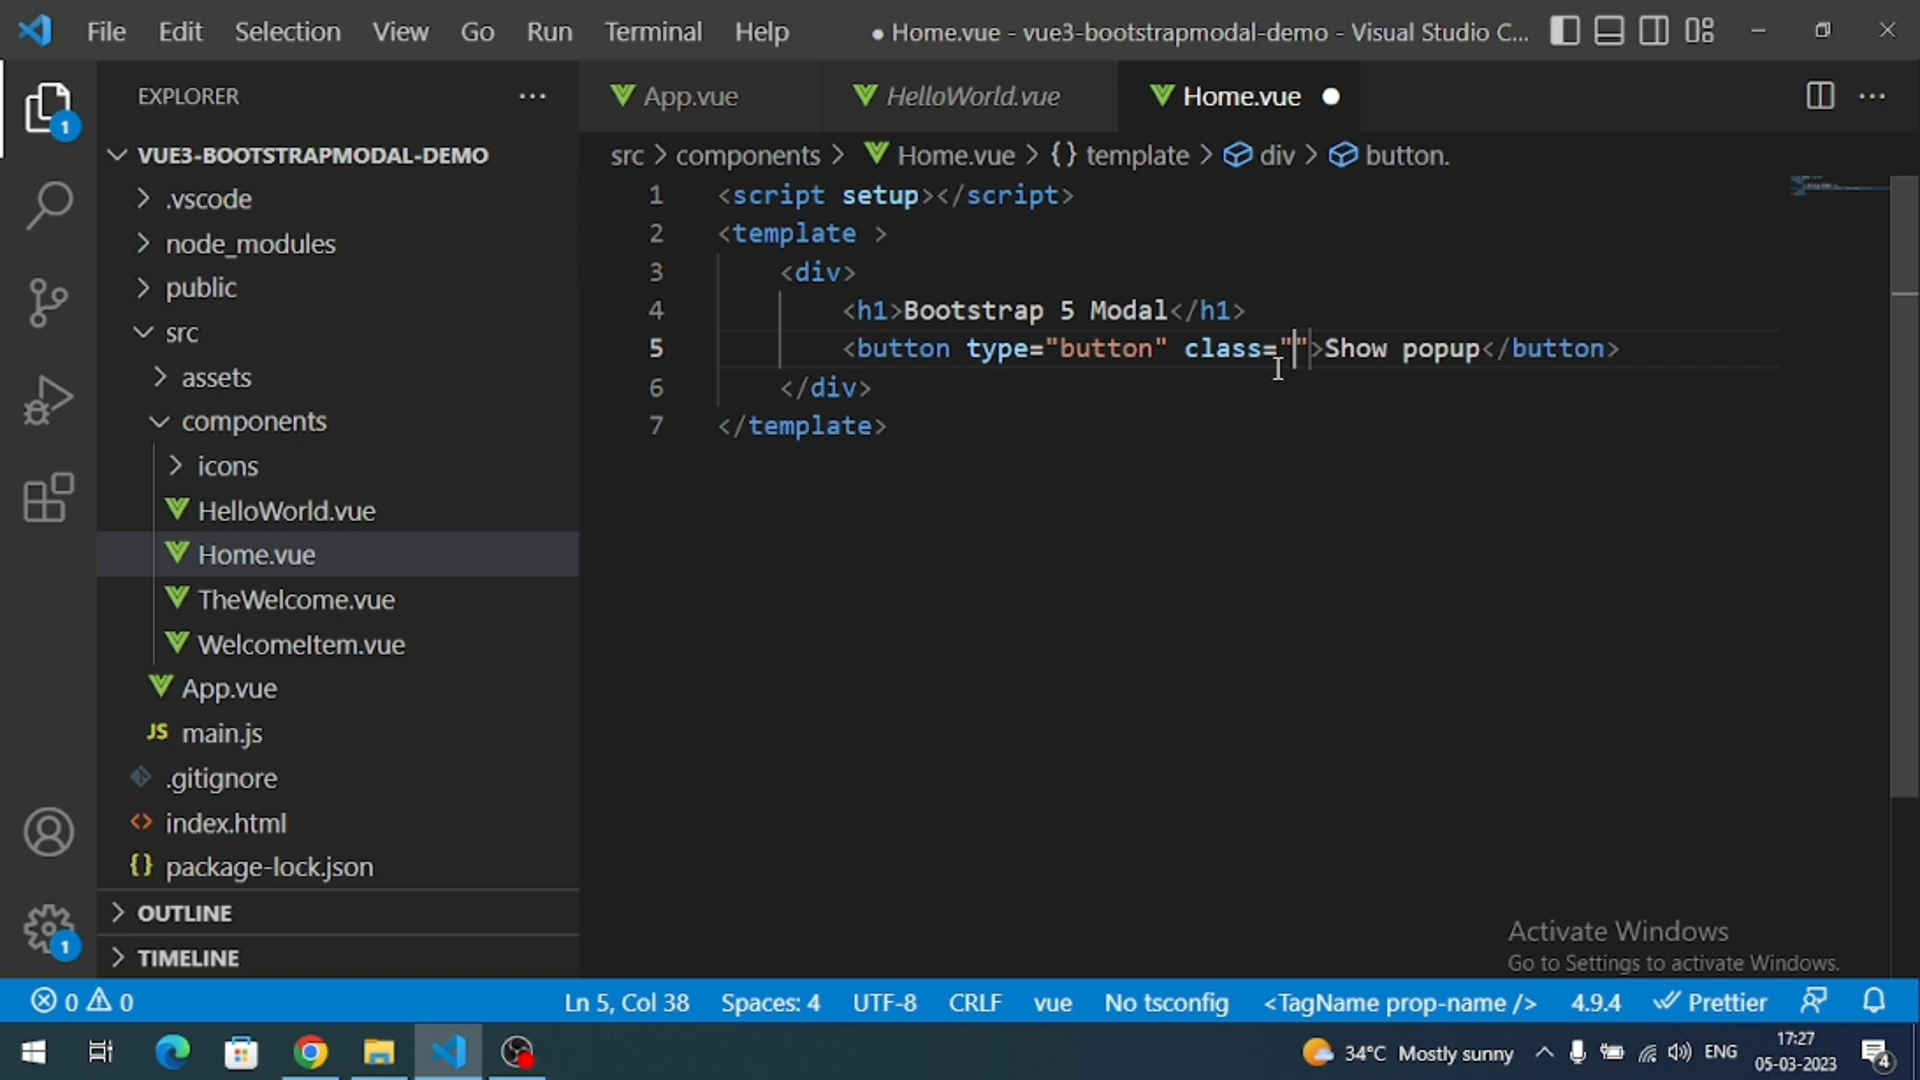 File Edit Selection View Go Run Terminal Help ● Home.vue - vue3-bootstrapmodal-demo - Visual Studio C...
EXPLORER ...
App.vue HelloWorld.vue Home.vue
src > components > Home.vue > {} template > div > button.
VUE3-BOOTSTRAPMODAL-DEMO
.vscode
node_modules
public
src
assets
components
icons
HelloWorld.vue
Home.vue
TheWelcome.vue
WelcomeItem.vue
App.vue
JS main.js
.gitignore
<> index.html
{} package-lock.json
OUTLINE
TIMELINE
1
1
1 <script setup></script>
2 <template >
3 <div>
4 <h1>Bootstrap 5 Modal</h1>
5 <button type="button" class="">Show popup</button>
6 </div>
7 </template>
Activate Windows
Go to Settings to activate Windows.
0 0 Ln 5, Col 38 Spaces: 4 UTF-8 CRLF vue No tsconfig <TagName prop-name /> 4.9.4 Prettier
34°C Mostly sunny ENG 17:27
05-03-2023 4